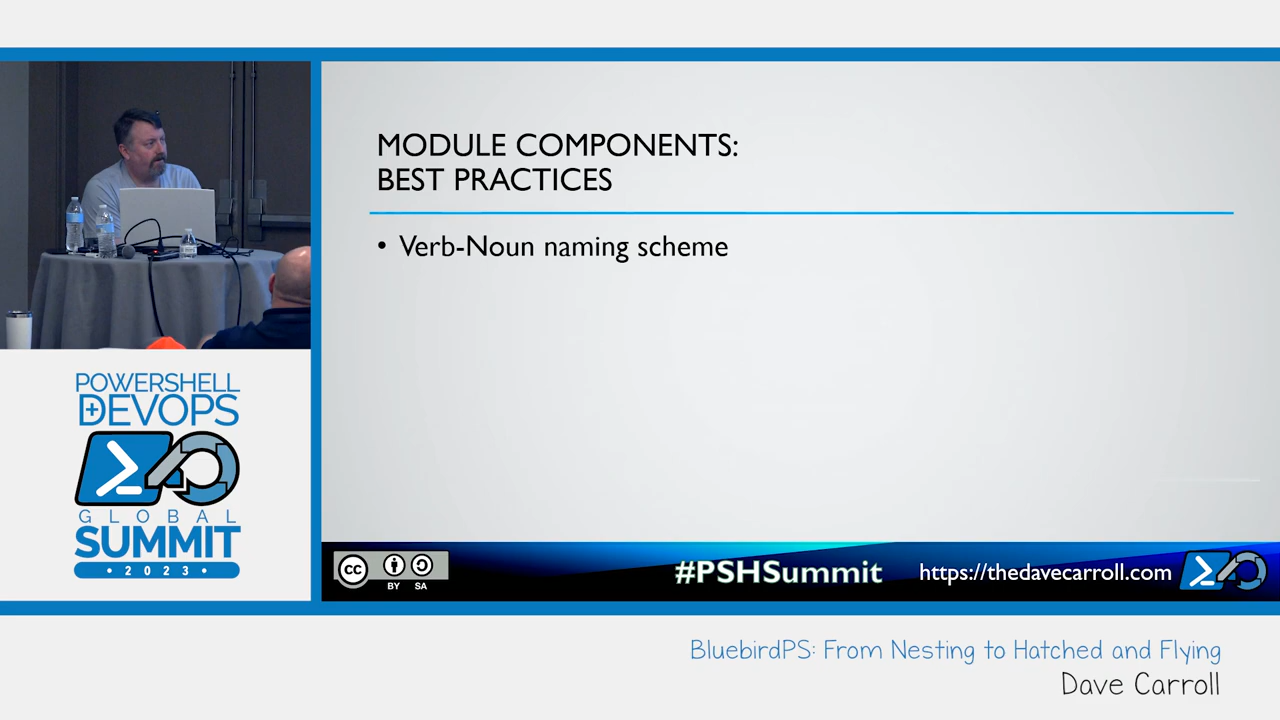 MODULE COMPONENTS:
BEST PRACTICES
• Verb-Noun naming scheme
POWERSHELL
+DEVOPS
GLOBAL
SUMMIT
• 2023 •
cc
BY SA
#PSHSummit
https://thedavecarroll.com
BluebirdPS: From Nesting to Hatched and Flying
Dave Carroll